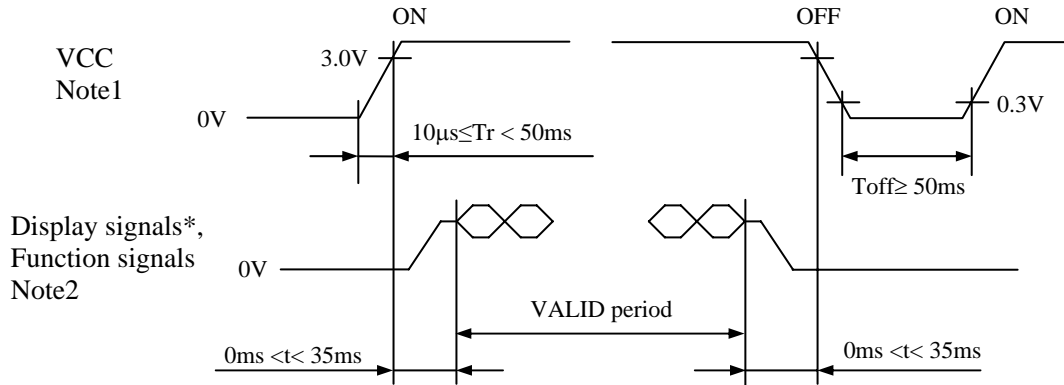 ON
OFF
ON
VCC
Note1
3.0V
0V
0.3V
10μs≤Tr < 50ms
Toff≥ 50ms
Display signals*,
Function signals
Note2
0V
VALID period
0ms <t< 35ms
0ms <t< 35ms